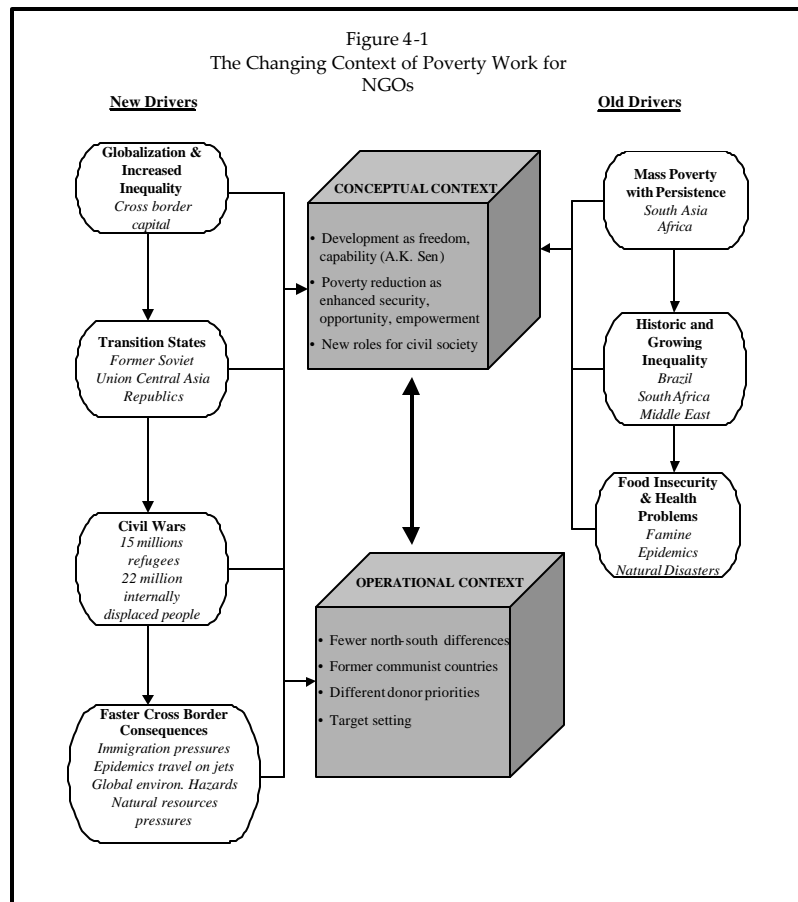 Figure 4-1
The Changing Context of Poverty Work for
NGOs
New Drivers
Old Drivers
Globalization &
Increased
Inequality
Cross border
capital
Transition States
Former Soviet
Union Central Asia
Republics
Civil Wars
15 millions
refugees
22 million
internally
displaced people
Faster Cross Border
Consequences
Immigration pressures
Epidemics travel on jets
Global environ. Hazards
Natural resources
pressures
CONCEPTUAL CONTEXT
• Development as freedom,
capability (A.K. Sen)
• Poverty reduction as
enhanced security,
opportunity, empowerment
• New roles for civil society
OPERATIONAL CONTEXT
• Fewer north-south differences
• Former communist countries
• Different donor priorities
• Target setting
Mass Poverty
with Persistence
South Asia
Africa
Historic and
Growing
Inequality
Brazil
South Africa
Middle East
Food Insecurity
& Health
Problems
Famine
Epidemics
Natural Disasters